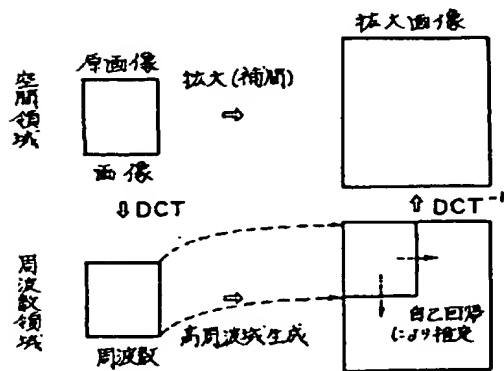 拡大画像
原画像
拡大(補間)
⇨
空間領域
画像
⇩DCT
⇧DCT⁻¹
周波数領域
⇨
自己回帰
により推定
周波数
高周波域生成